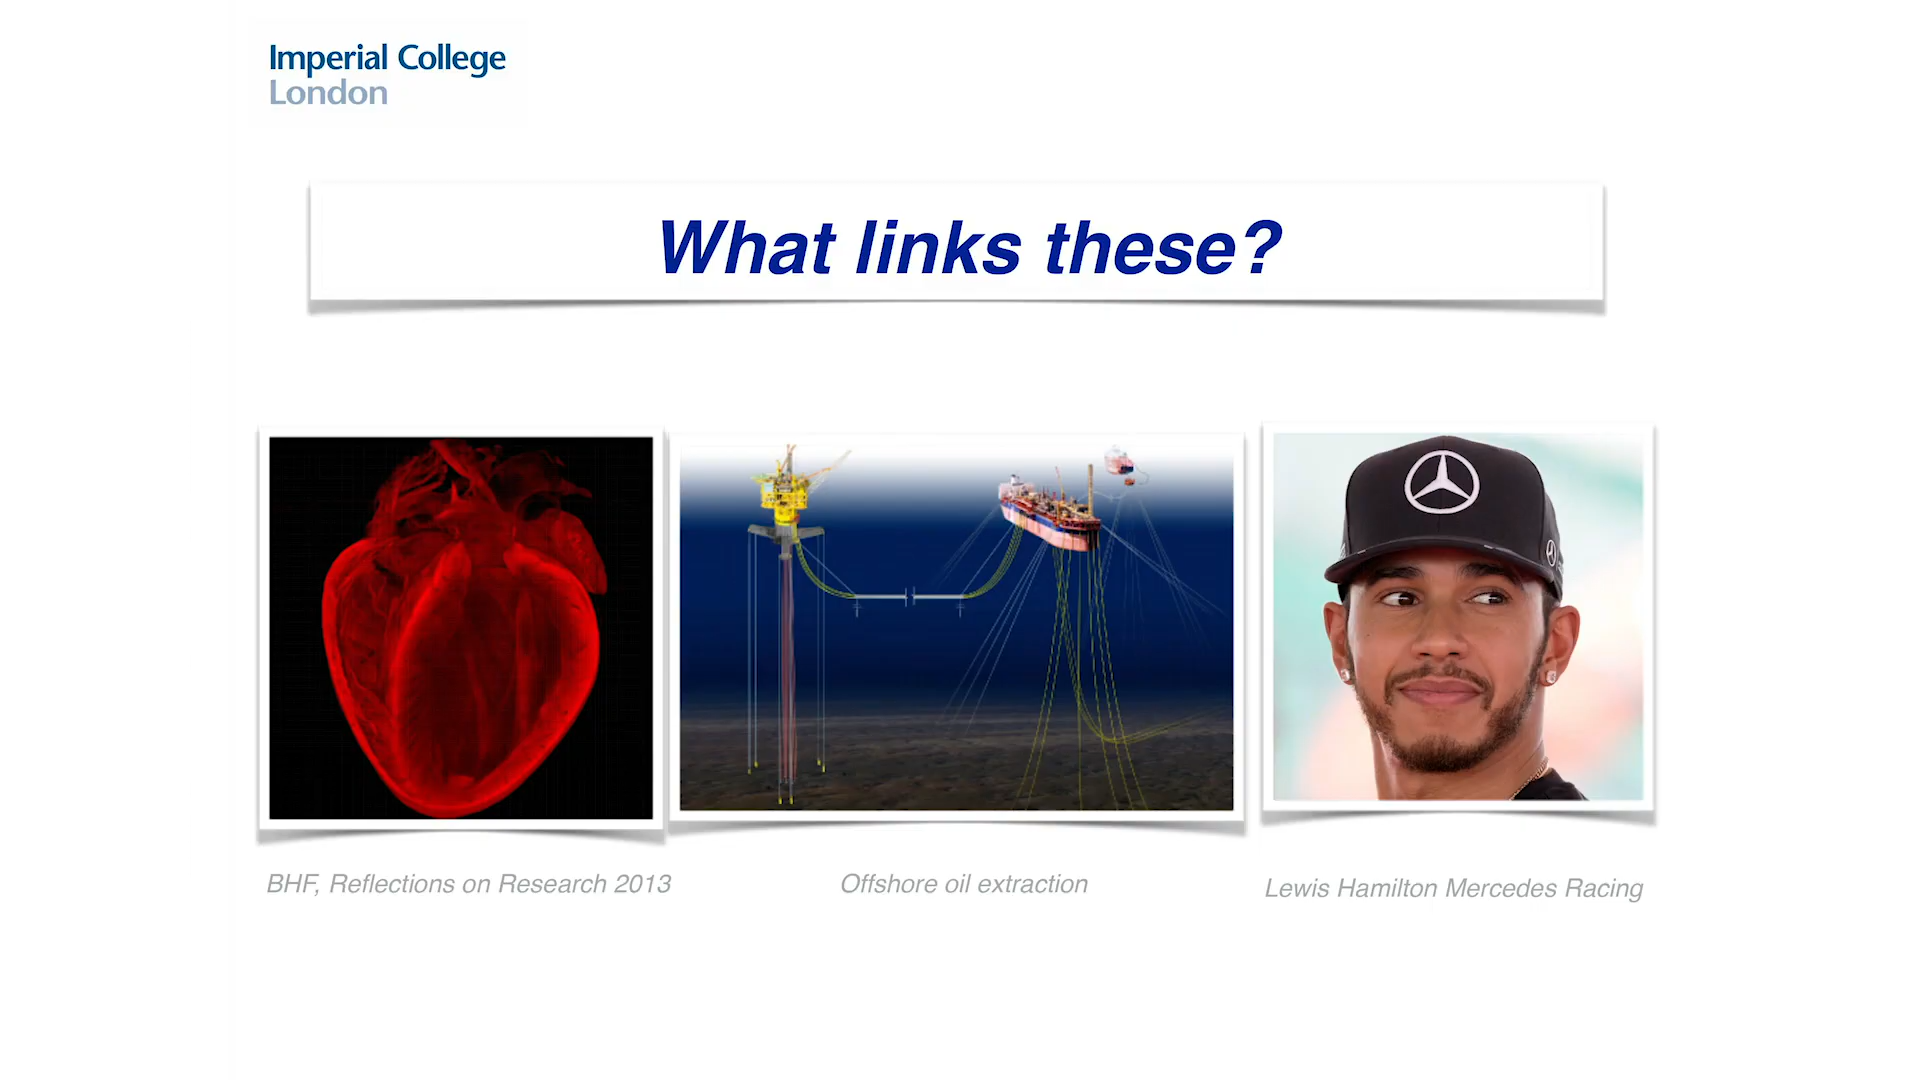 Imperial College
London
What links these?
BHF, Reflections on Research 2013
Offshore oil extraction
Lewis Hamilton Mercedes Racing